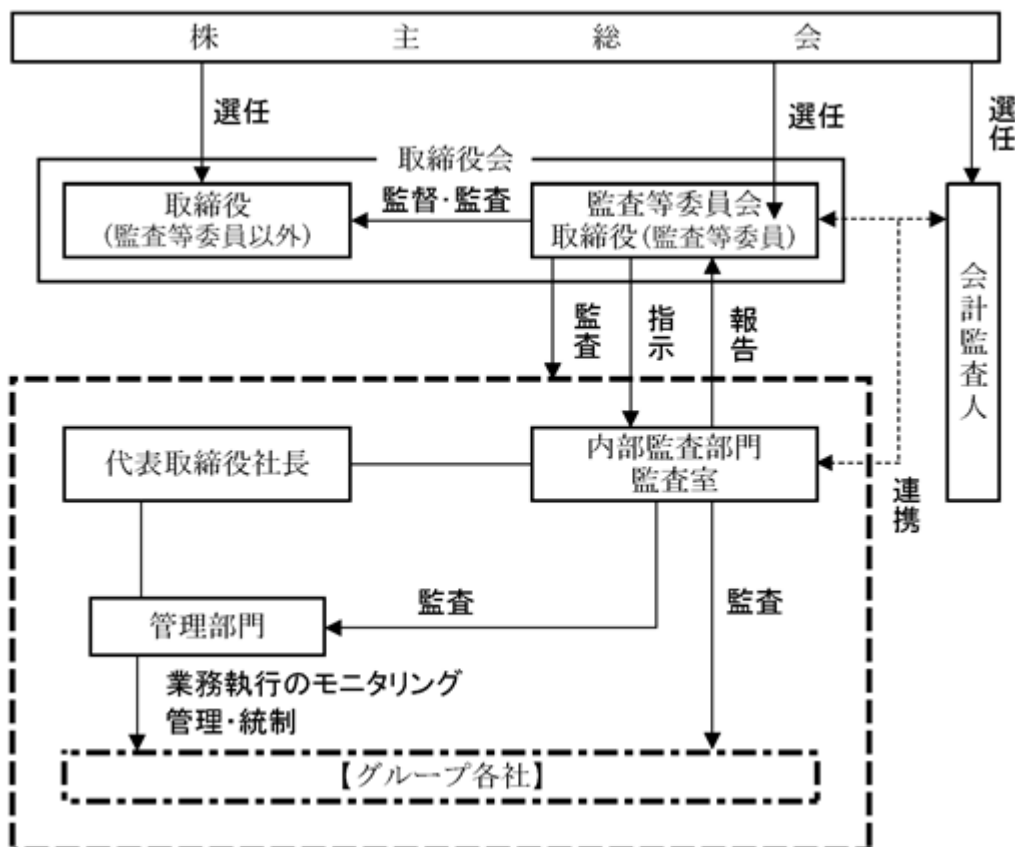 株主総会
選任
選任
選任
取締役会
取締役
(監査等委員以外)
監督・監査
監査等委員会
取締役(監査等委員)
会計監査人
監査
指示
報告
代表取締役社長
内部監査部門
監査室
連携
管理部門
監査
監査
業務執行のモニタリング
管理・統制
【グループ各社】